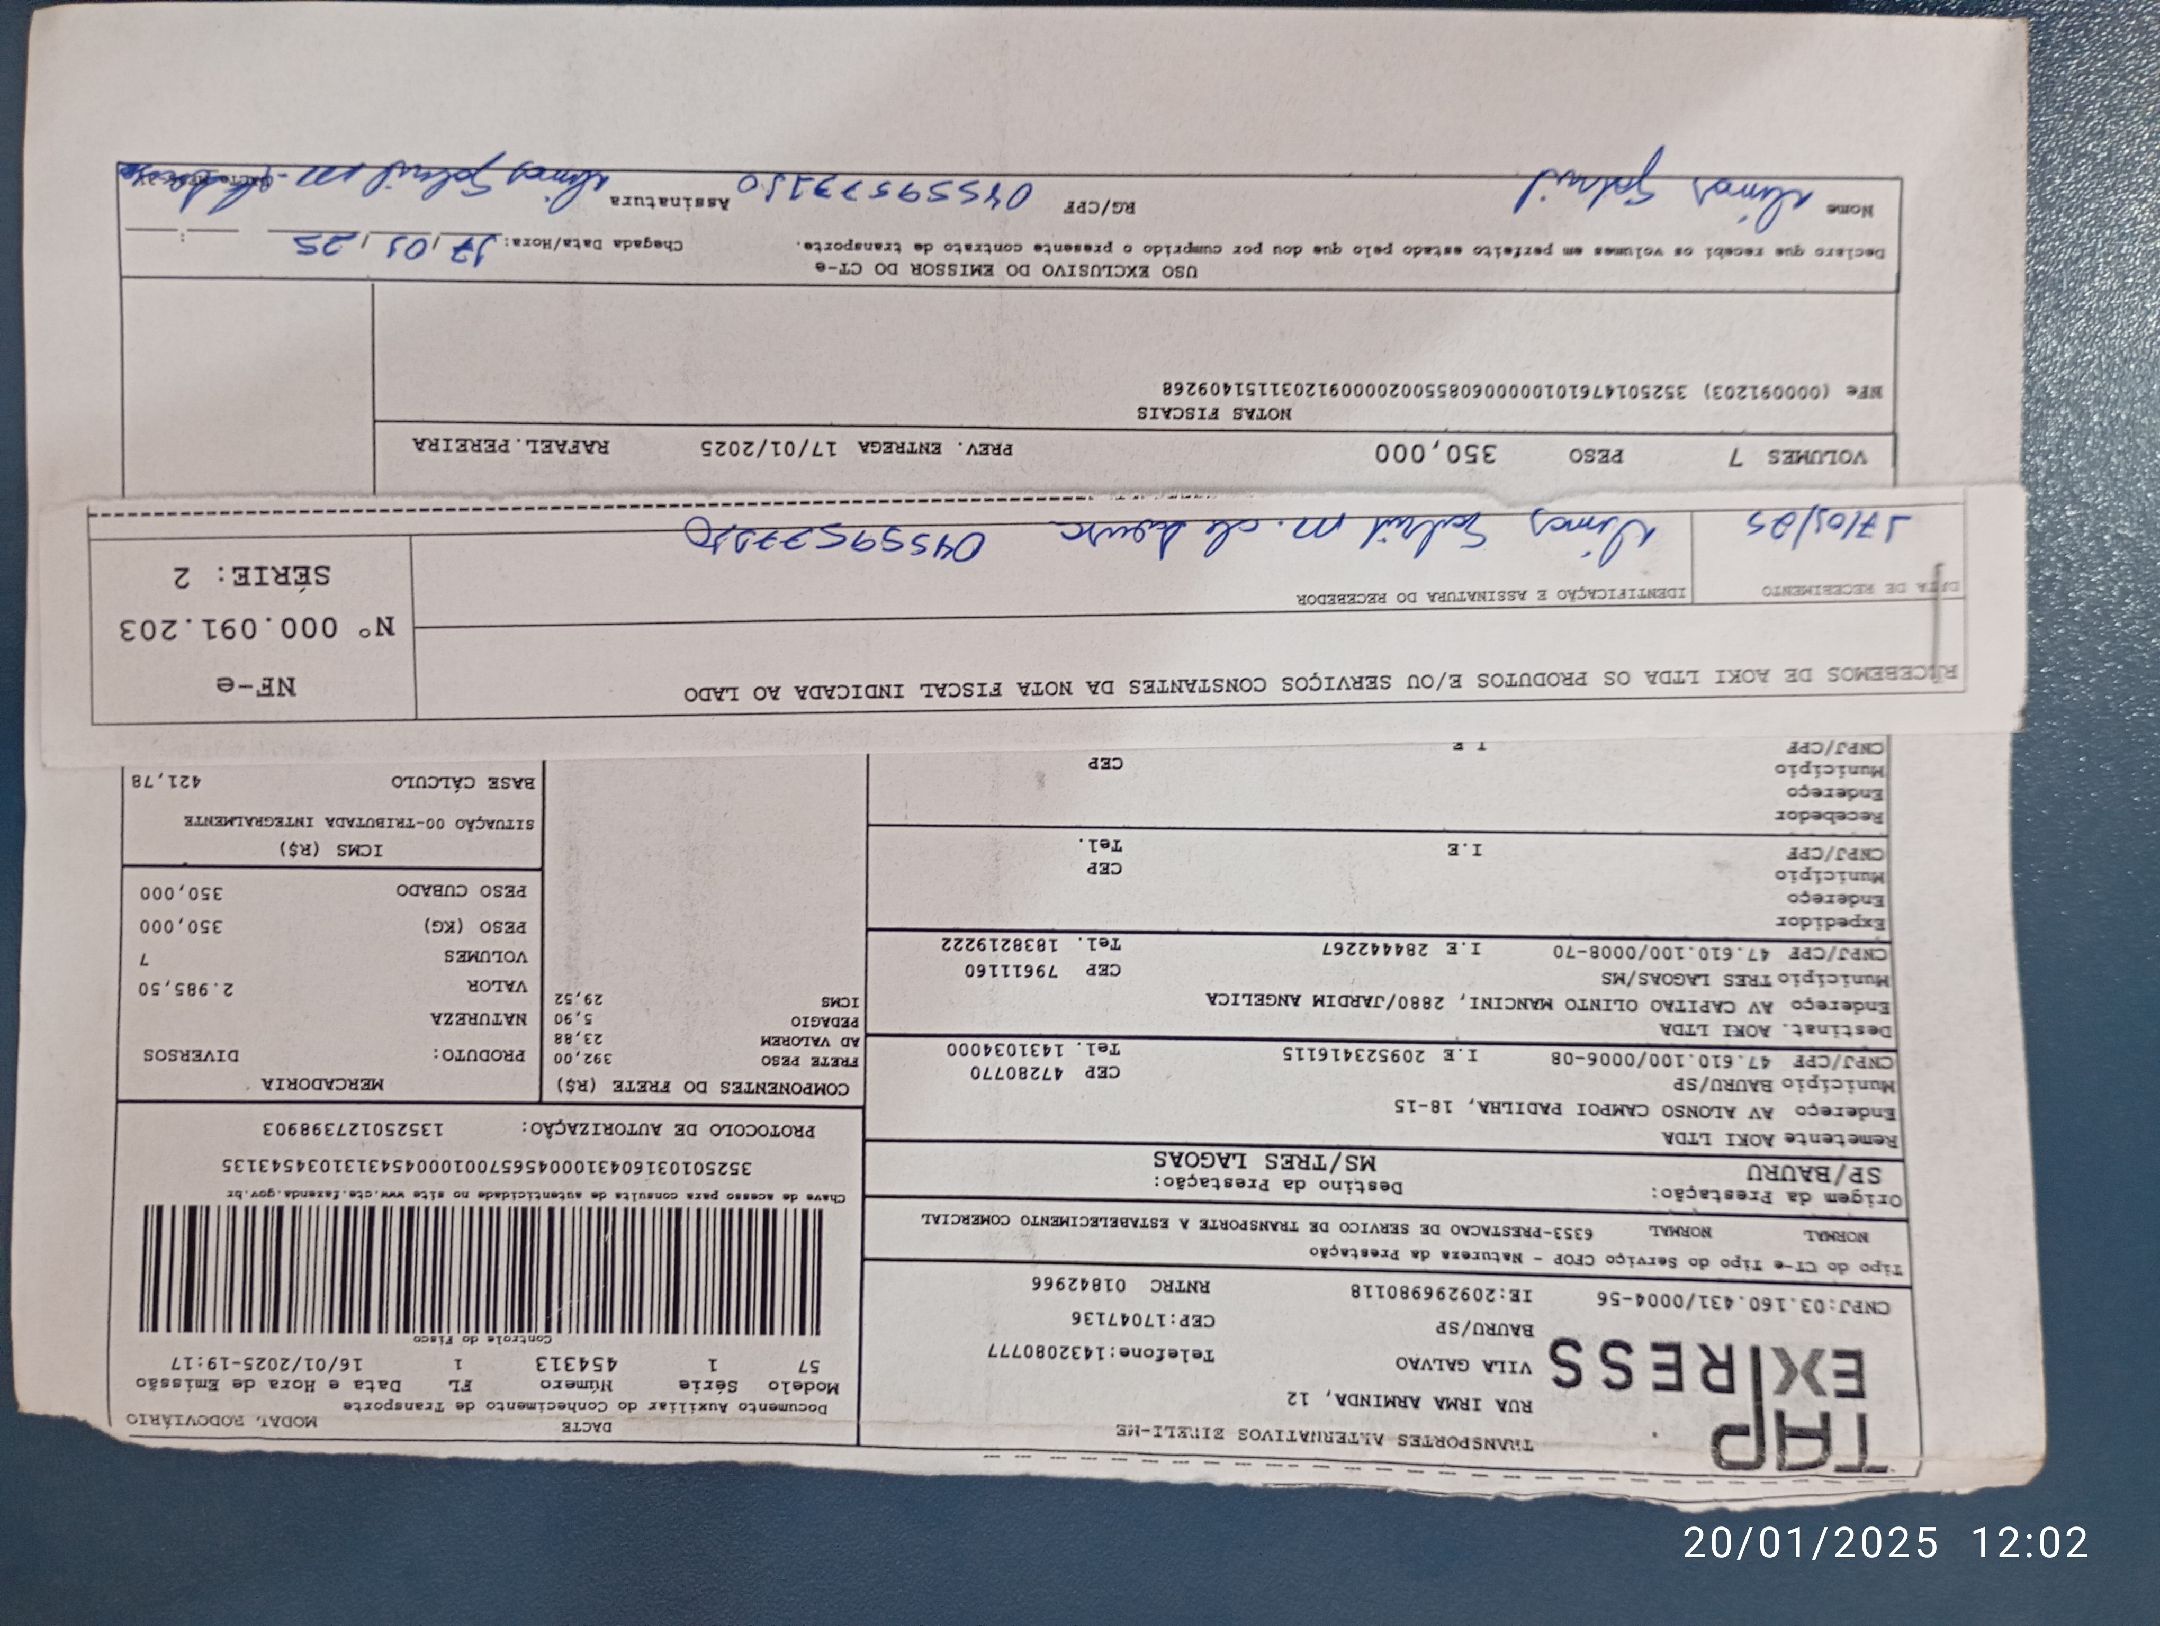 TAP
EXPRESS
TRANSPORTES ALTERNATIVOS EIRELI-ME
RUA IRMA ARMINDA, 12
VILA GALVAO
BAURU/SP
Telefone:1432080777
CEP:17047136
CNPJ:03.160.431/0004-56 IE:209296980118 RNTRC 01842966
DACTE MODAL RODOVIÁRIO
Documento Auxiliar do Conhecimento de Transporte
Modelo Série Número FL Data e Hora de Emissão
57 1 454313 1 16/01/2025-19:17
Controle do Fisco
Chave de acesso para consulta de autenticidade no site www.cte.fazenda.gov.br
35250103160431000456570010004543131034543135
PROTOCOLO DE AUTORIZAÇÃO: 135250127398903
Tipo do CT-e Tipo do Serviço CFOP - Natureza da Prestação
NORMAL NORMAL 6353-PRESTACAO DE SERVICO DE TRANSPORTE A ESTABELECIMENTO COMERCIAL
Origem da Prestação: Destino da Prestação:
SP/BAURU MS/TRES LAGOAS
Remetente AOKI LTDA
Endereço AV ALONSO CAMPOI PADILHA, 18-15
Município BAURU/SP CEP 47280770
CNPJ/CPF 47.610.100/0006-08 I.E 209523416115 Tel. 1431034000
Destinat. AOKI LTDA
Endereço AV CAPITAO OLINTO MANCINI, 2880/JARDIM ANGELICA
Município TRES LAGOAS/MS CEP 79611160
CNPJ/CPF 47.610.100/0008-70 I.E 284442267 Tel. 1838219222
Expedidor
Endereço
Município CEP
CNPJ/CPF I.E Tel.
Recebedor
Endereço
Município CEP
CNPJ/CPF I.E
COMPONENTES DO FRETE (R$)
FRETE PESO 392,00
AD VALOREM 23,88
PEDAGIO 5,90
ICMS 29,52
MERCADORIA
PRODUTO: DIVERSOS
NATUREZA
VALOR 2.985,50
VOLUMES 7
PESO (KG) 350,000
PESO CUBADO 350,000
ICMS (R$)
SITUAÇÃO 00-TRIBUTADA INTEGRALMENTE
BASE CÁLCULO 421,78
RECEBEMOS DE AOKI LTDA OS PRODUTOS E/OU SERVIÇOS CONSTANTES DA NOTA FISCAL INDICADA AO LADO
DATA DE RECEBIMENTO IDENTIFICAÇÃO E ASSINATURA DO RECEBEDOR
17/01/25 Gabriel m. de
NF-e
Nº 000.091.203
SÉRIE: 2
VOLUMES 7 PESO 350,000 PREV. ENTREGA 17/01/2025 RAFAEL.PEREIRA
NOTAS FISCAIS
NFe (000091203) 352501476101000006085500200009120311151409268
USO EXCLUSIVO DO EMISSOR DO CT-e
Declaro que recebi os volumes em perfeito estado pelo que dou por cumprido o presente contrato de transporte. Chegada Data/Hora: 17/01/25
Nome Gabriel RG/CPF 04559573150 Assinatura Gabriel m. de
20/01/2025 12:02